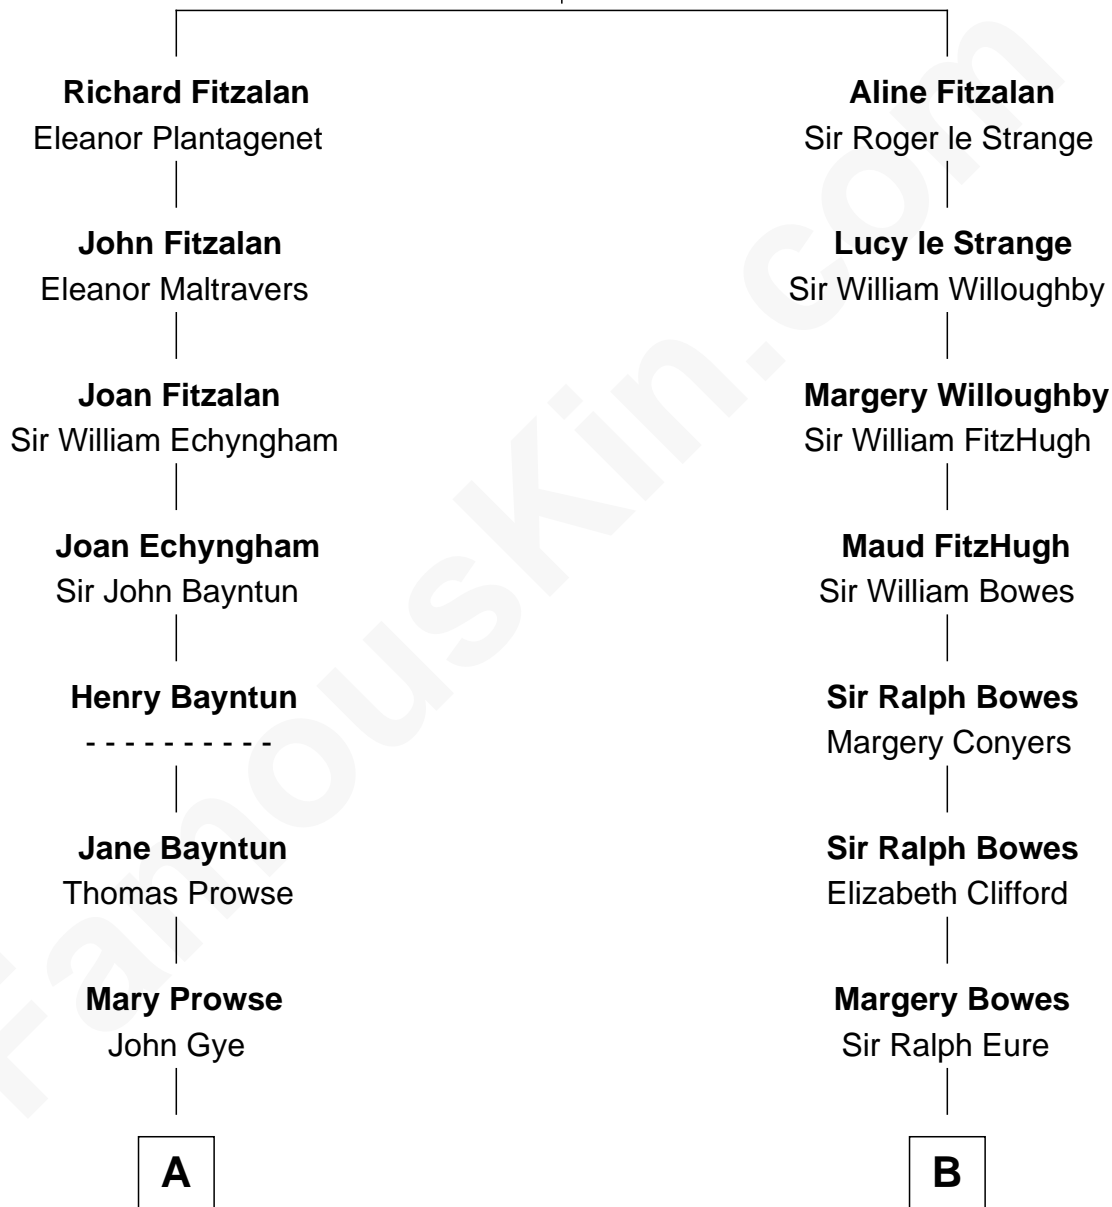 Richard Fitzalan
Eleanor Plantagenet
John Fitzalan
Eleanor Maltravers
Joan Fitzalan
Sir William Echyngham
Joan Echyngham
Sir John Bayntun
Henry Bayntun
- - - - - - - - - -
Jane Bayntun
Thomas Prowse
Mary Prowse
John Gye
A
Aline Fitzalan
Sir Roger le Strange
Lucy le Strange
Sir William Willoughby
Margery Willoughby
Sir William FitzHugh
Maud FitzHugh
Sir William Bowes
Sir Ralph Bowes
Margery Conyers
Sir Ralph Bowes
Elizabeth Clifford
Margery Bowes
Sir Ralph Eure
B
FamousKin.com